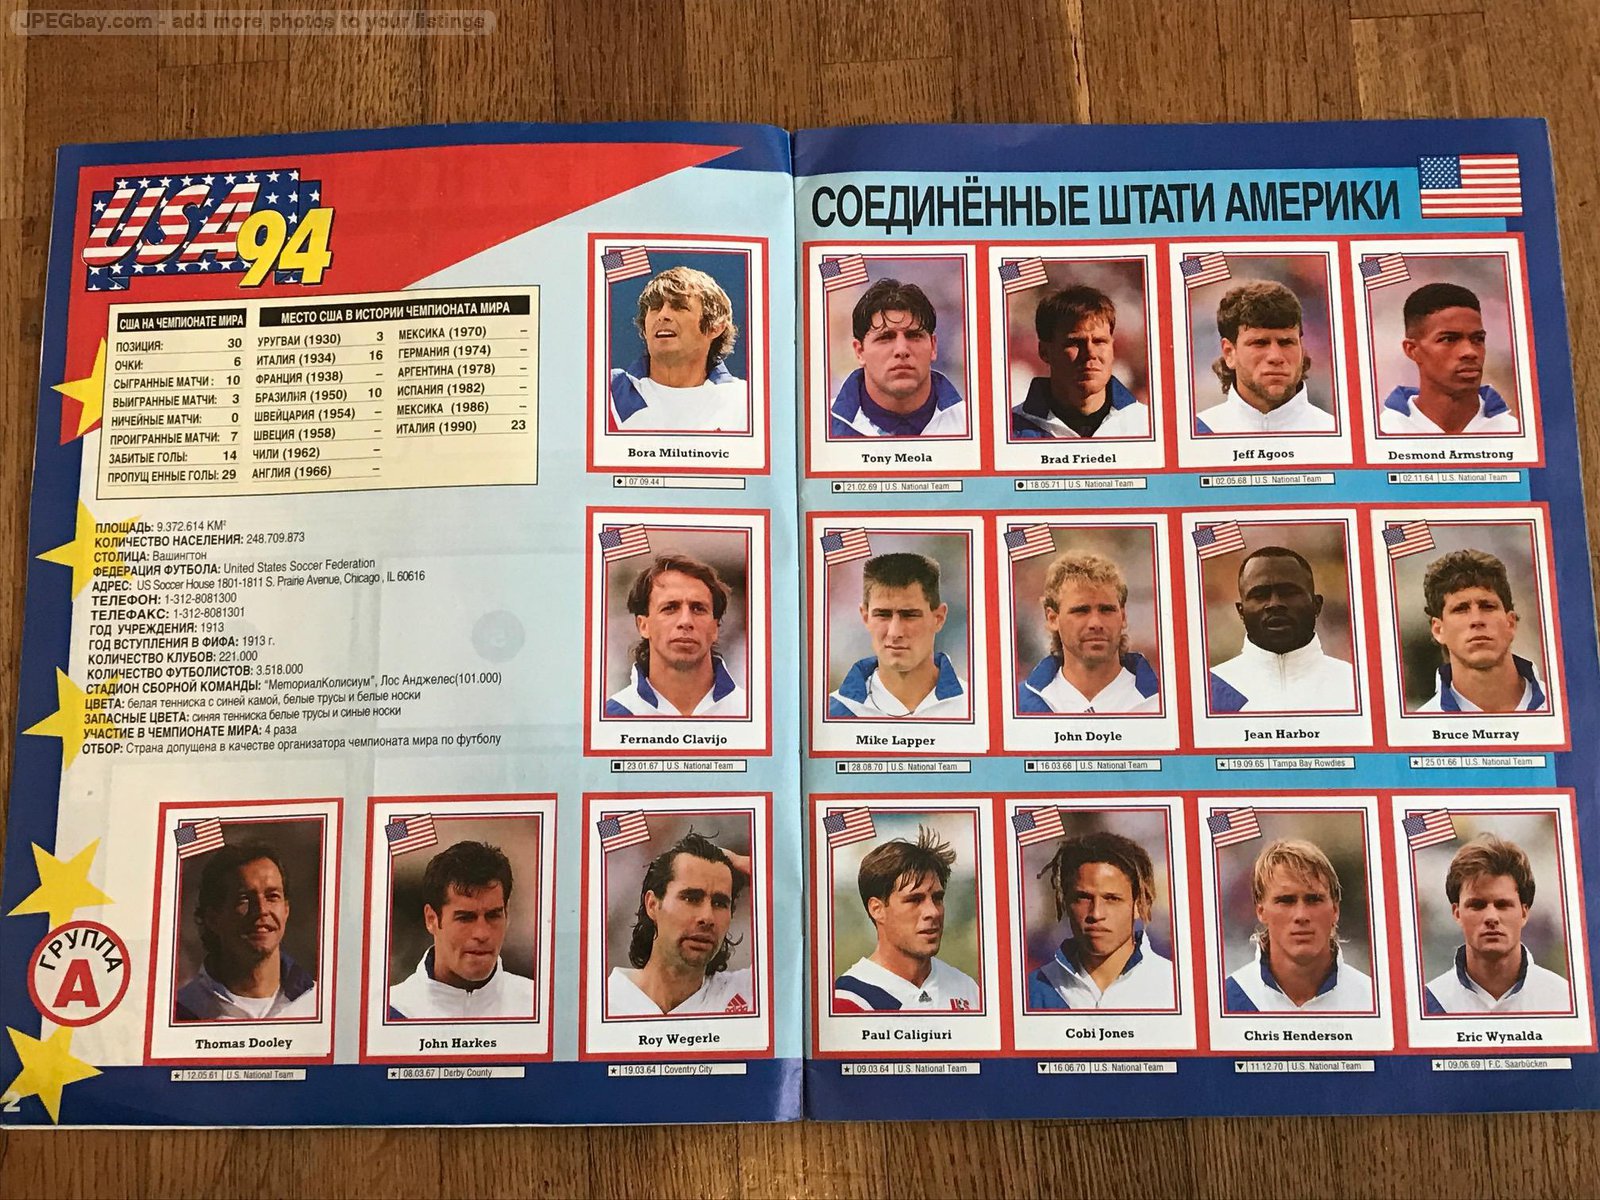 JPEGbay.com - add more photos to your listings
USA 94
СОЕДИНЁННЫЕ ШТАТИ АМЕРИКИ
США НА ЧЕМПИОНАТЕ МИРА
ПОЗИЦИЯ: 30
ОЧКИ: 6
СЫГРАННЫЕ МАТЧИ: 10
ВЫИГРАННЫЕ МАТЧИ: 3
НИЧЕЙНЫЕ МАТЧИ: 0
ПРОИГРАННЫЕ МАТЧИ: 7
ЗАБИТЫЕ ГОЛЫ: 14
ПРОПУЩ ЕННЫЕ ГОЛЫ: 29
МЕСТО США В ИСТОРИИ ЧЕМПИОНАТА МИРА
УРУГВАИ (1930) 3 МЕКСИКА (1970) –
ИТАЛИЯ (1934) 16 ГЕРМАНИЯ (1974) –
ФРАНЦИЯ (1938) – АРГЕНТИНА (1978) –
БРАЗИЛИЯ (1950) 10 ИСПАНИЯ (1982) –
ШВЕЙЦАРИЯ (1954) – МЕКСИКА (1986) –
ШВЕЦИЯ (1958) – ИТАЛИЯ (1990) 23
ЧИЛИ (1962) –
АНГЛИЯ (1966) –
ПЛОЩАДЬ: 9.372.614 КМ²
КОЛИЧЕСТВО НАСЕЛЕНИЯ: 248.709.873
СТОЛИЦА: Вашингтон
ФЕДЕРАЦИЯ ФУТБОЛА: United States Soccer Federation
АДРЕС: US Soccer House 1801-1811 S. Prairie Avenue, Chicago, IL 60616
ТЕЛЕФОН: 1-312-8081300
ТЕЛЕФАКС: 1-312-8081301
ГОД УЧРЕЖДЕНИЯ: 1913
ГОД ВСТУПЛЕНИЯ В ФИФА: 1913 г.
КОЛИЧЕСТВО КЛУБОВ: 221.000
КОЛИЧЕСТВО ФУТБОЛИСТОВ: 3.518.000
СТАДИОН СБОРНОЙ КОМАНДЫ: "МеториалКолисиум", Лос Анджелес(101.000)
ЦВЕТА: белая тенниска с синей камой, белые трусы и белые носки
ЗАПАСНЫЕ ЦВЕТА: синяя тенниска белые трусы и синые носки
УЧАСТИЕ В ЧЕМПИОНАТЕ МИРА: 4 раза
ОТБОР: Страна допущена в качестве организатора чемпионата мира по футболу
Bora Milutinovic
07.09.44
Tony Meola
21.02.69 U.S. National Team
Brad Friedel
18.05.71 U.S. National Team
Jeff Agoos
02.05.68 U.S. National Team
Desmond Armstrong
02.11.64 U.S. National Team
Fernando Clavijo
23.01.67 U.S. National Team
Mike Lapper
28.08.70 U.S. National Team
John Doyle
16.03.66 U.S. National Team
Jean Harbor
19.09.65 Tampa Bay Rowdies
Bruce Murray
25.01.66 U.S. National Team
ГРУППА
A
Thomas Dooley
12.05.61 U.S. National Team
John Harkes
08.03.67 Derby County
adidas
Roy Wegerle
19.03.64 Coventry City
Paul Caligiuri
09.03.64 U.S. National Team
Cobi Jones
16.06.70 U.S. National Team
Chris Henderson
11.12.70 U.S. National Team
Eric Wynalda
09.06.69 F.C. Saarbücken
2